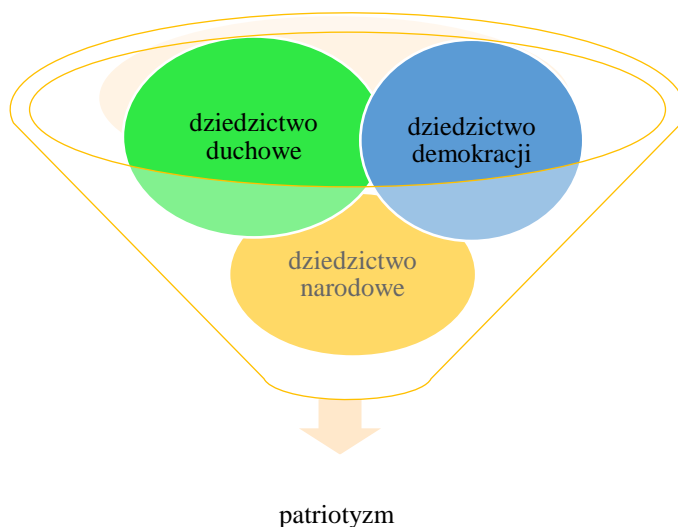 dziedzictwo
duchowe
dziedzictwo
demokracji
dziedzictwo
narodowe
patriotyzm